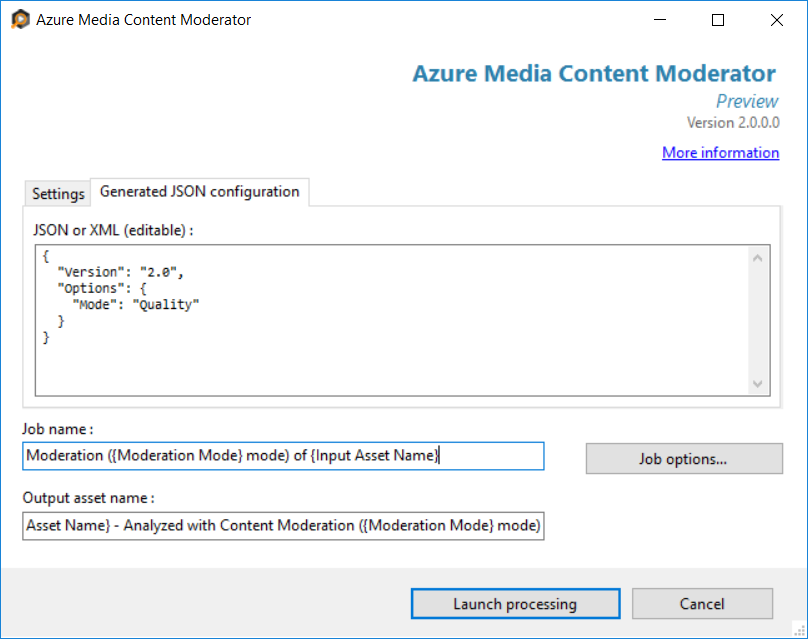 Azure Media Content Moderator
Azure Media Content Moderator
Preview
Version 2.0.0.0
More information
Settings
Generated JSON configuration
JSON or XML (editable) :
{
  "Version": "2.0",
  "Options": {
    "Mode": "Quality"
  }
}
Job name :
Moderation ({Moderation Mode} mode) of {Input Asset Name}
Job options...
Output asset name :
Asset Name} - Analyzed with Content Moderation ({Moderation Mode} mode)
Launch processing
Cancel